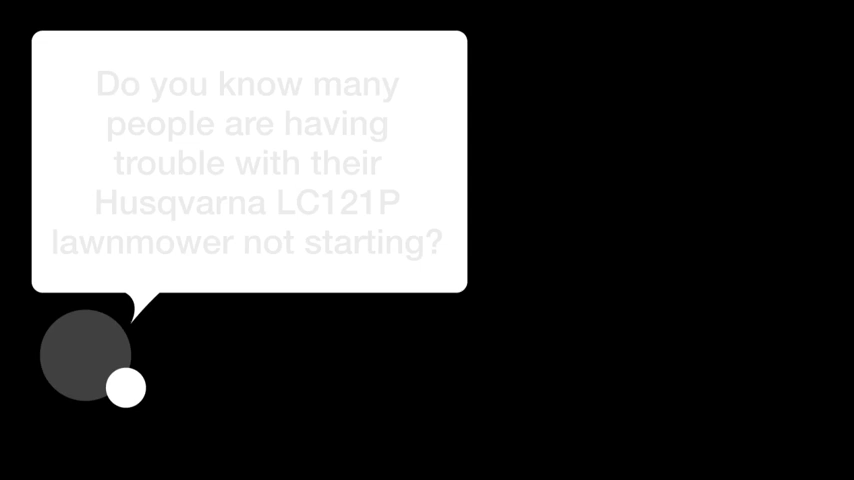 Do you know many
people are having
trouble with their
Husqvarna LC121P
lawnmower not starting?